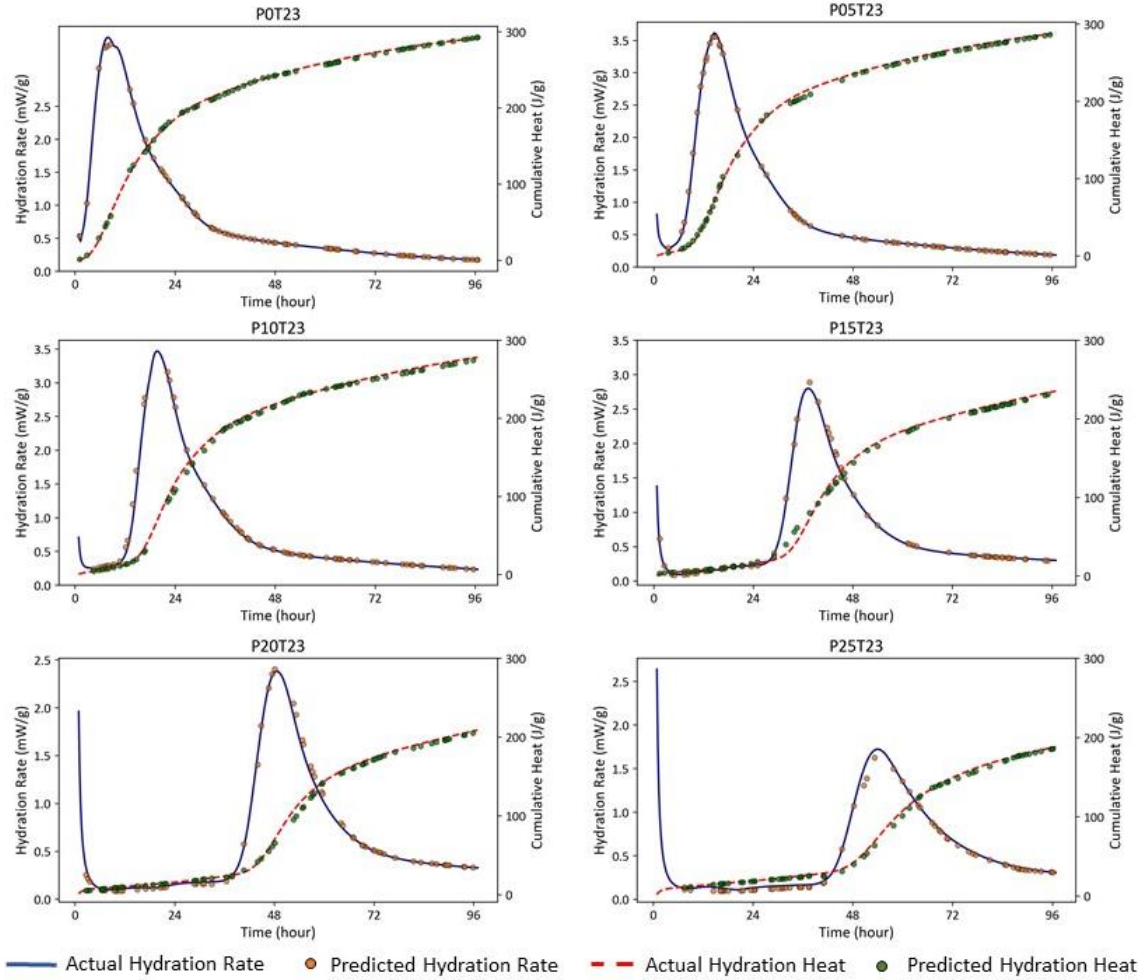 P0T23
Hydration Rate (mW/g)
2.5
2.0
1.5
1.0
0.5
0.0
300
200
100
0
Cumulative Heat (J/g)
0 24 48 72 96
Time (hour)
P05T23
Hydration Rate (mW/g)
3.5
3.0
2.5
2.0
1.5
1.0
0.5
0.0
300
200
100
0
Cumulative Heat (J/g)
0 24 48 72 96
Time (hour)
P10T23
Hydration Rate (mW/g)
3.5
3.0
2.5
2.0
1.5
1.0
0.5
0.0
300
200
100
0
Cumulative Heat (J/g)
0 24 48 72 96
Time (hour)
P15T23
Hydration Rate (mW/g)
3.5
3.0
2.5
2.0
1.5
1.0
0.5
0.0
300
200
100
0
Cumulative Heat (J/g)
0 24 48 72 96
Time (hour)
P20T23
Hydration Rate (mW/g)
2.5
2.0
1.5
1.0
0.5
0.0
300
200
100
0
Cumulative Heat (J/g)
0 24 48 72 96
Time (hour)
P25T23
Hydration Rate (mW/g)
2.5
2.0
1.5
1.0
0.5
0.0
300
200
100
0
Cumulative Heat (J/g)
0 24 48 72 96
Time (hour)
Actual Hydration Rate Predicted Hydration Rate Actual Hydration Heat Predicted Hydration Heat